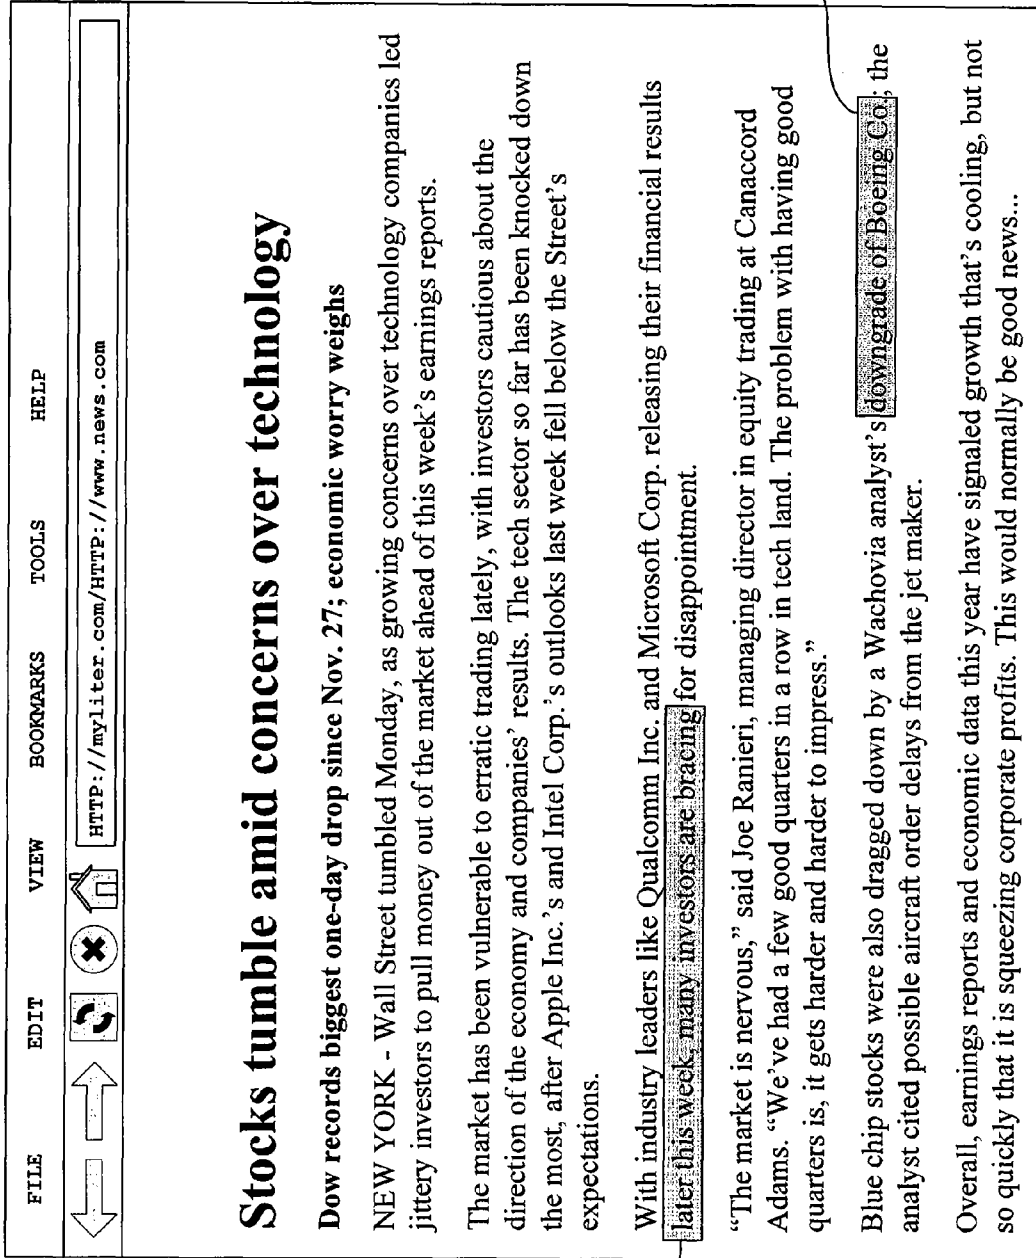 FILE EDIT VIEW BOOKMARKS TOOLS HELP
HTTP://myliter.com/HTTP://www.news.com
Stocks tumble amid concerns over technology
Dow records biggest one-day drop since Nov. 27; economic worry weighs
NEW YORK - Wall Street tumbled Monday, as growing concerns over technology companies led
jittery investors to pull money out of the market ahead of this week's earnings reports.
The market has been vulnerable to erratic trading lately, with investors cautious about the
direction of the economy and companies' results. The tech sector so far has been knocked down
the most, after Apple Inc.'s and Intel Corp.'s outlooks last week fell below the Street's
expectations.
With industry leaders like Qualcomm Inc. and Microsoft Corp. releasing their financial results
later this week, many investors are bracing for disappointment.
“The market is nervous,” said Joe Ranieri, managing director in equity trading at Canaccord
Adams. “We've had a few good quarters in a row in tech land. The problem with having good
quarters is, it gets harder and harder to impress.”
Blue chip stocks were also dragged down by a Wachovia analyst's downgrade of Boeing Co.; the
analyst cited possible aircraft order delays from the jet maker.
Overall, earnings reports and economic data this year have signaled growth that's cooling, but not
so quickly that it is squeezing corporate profits. This would normally be good news...